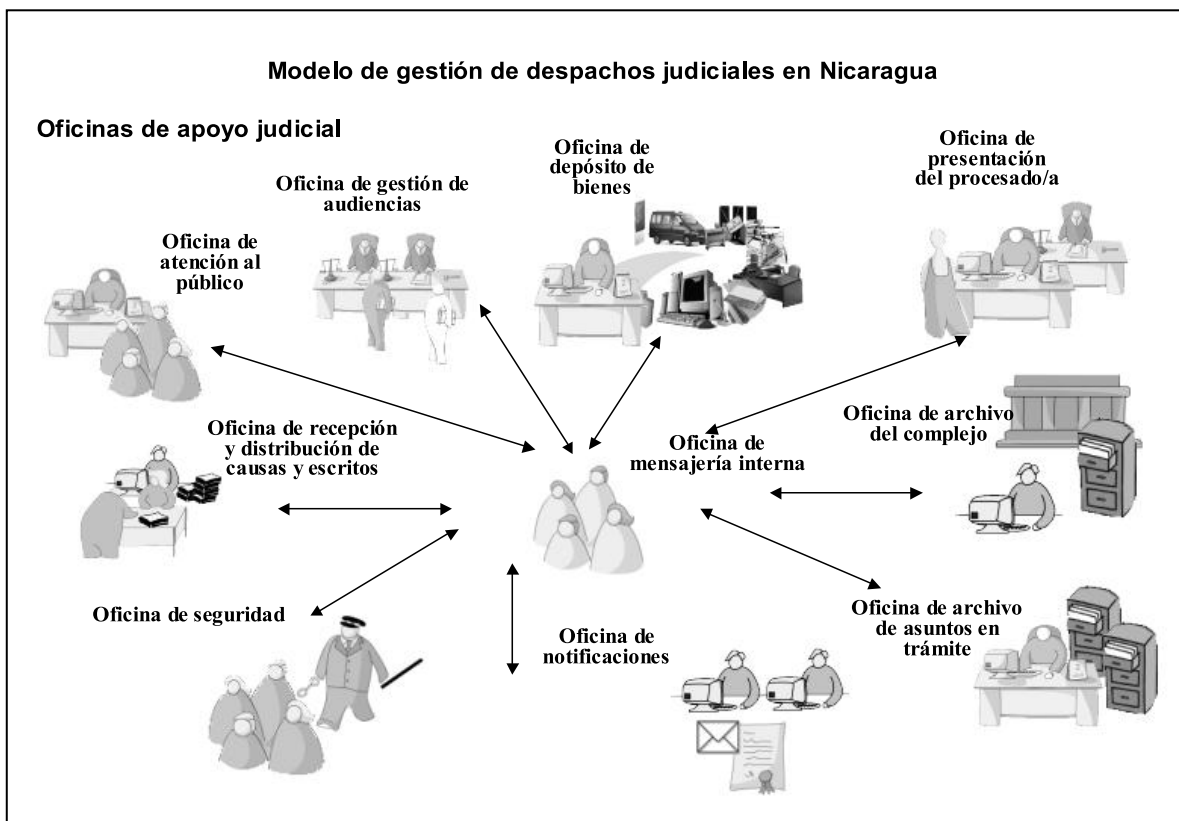 Modelo de gestión de despachos judiciales en Nicaragua
Oficinas de apoyo judicial
Oficina de
atención al
público
Oficina de gestión de
audiencias
Oficina de
depósito de
bienes
Oficina de
presentación
del procesado/a
Oficina de recepción
y distribución de
causas y escritos
Oficina de
mensajería interna
Oficina de archivo
del complejo
Oficina de seguridad
Oficina de
notificaciones
Oficina de archivo
de asuntos en
trámite